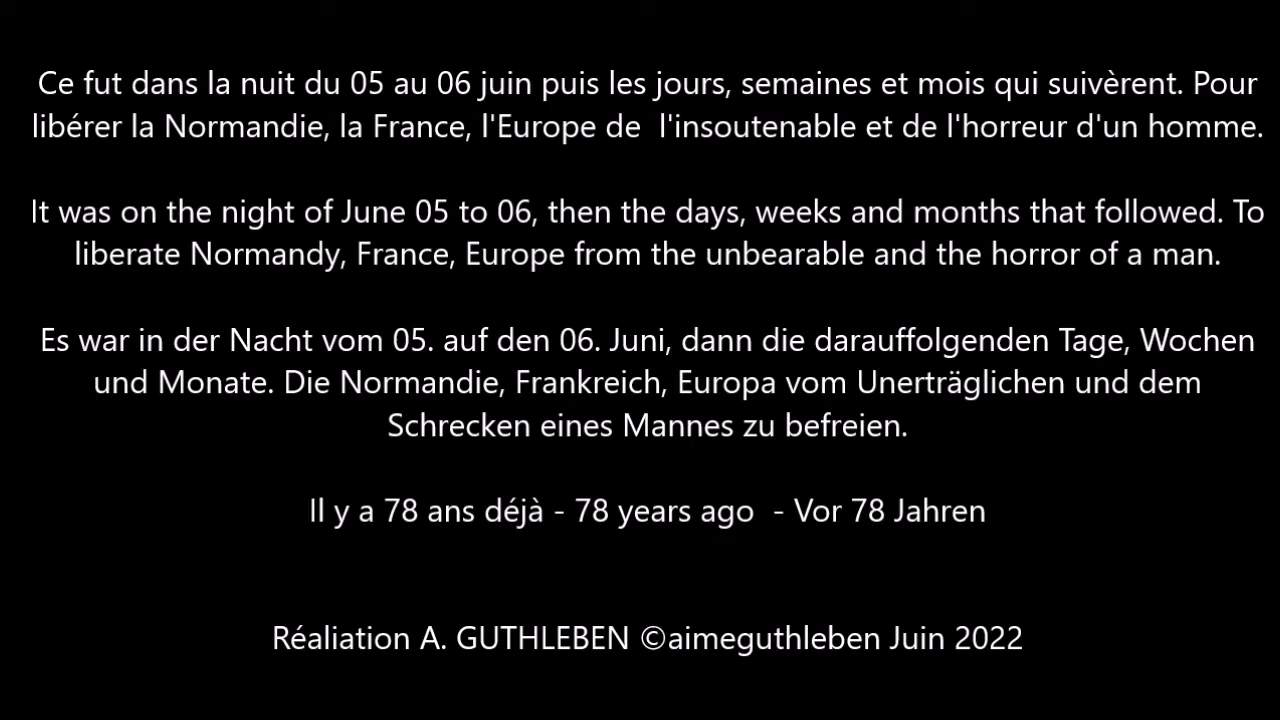 Ce fut dans la nuit du 05 au 06 juin puis les jours, semaines et mois qui suivèrent. Pour
libérer la Normandie, la France, l'Europe de  l'insoutenable et de l'horreur d'un homme.
It was on the night of June 05 to 06, then the days, weeks and months that followed. To
liberate Normandy, France, Europe from the unbearable and the horror of a man.
Es war in der Nacht vom 05. auf den 06. Juni, dann die darauffolgenden Tage, Wochen
und Monate. Die Normandie, Frankreich, Europa vom Unerträglichen und dem
Schrecken eines Mannes zu befreien.
Il y a 78 ans déjà - 78 years ago  - Vor 78 Jahren
Réaliation A. GUTHLEBEN ©aimeguthleben Juin 2022